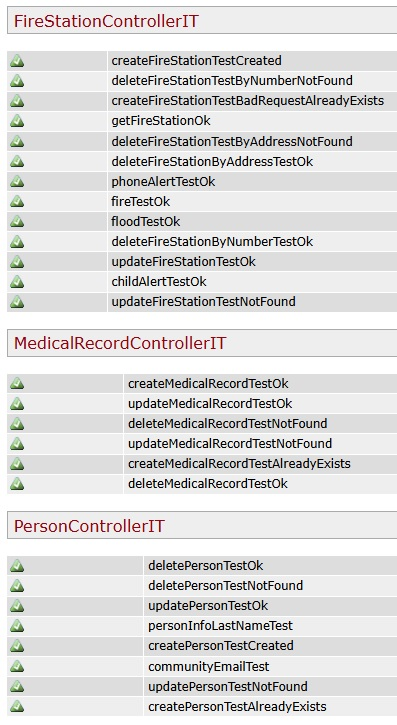 FireStationControllerIT
createFireStationTestCreated
deleteFireStationTestByNumberNotFound
createFireStationTestBadRequestAlreadyExists
getFireStationOk
deleteFireStationTestByAddressNotFound
deleteFireStationByAddressTestOk
phoneAlertTestOk
fireTestOk
floodTestOk
deleteFireStationByNumberTestOk
updateFireStationTestOk
childAlertTestOk
updateFireStationTestNotFound
MedicalRecordControllerIT
createMedicalRecordTestOk
updateMedicalRecordTestOk
deleteMedicalRecordTestNotFound
updateMedicalRecordTestNotFound
createMedicalRecordTestAlreadyExists
deleteMedicalRecordTestOk
PersonControllerIT
deletePersonTestOk
deletePersonTestNotFound
updatePersonTestOk
personInfoLastNameTest
createPersonTestCreated
communityEmailTest
updatePersonTestNotFound
createPersonTestAlreadyExists